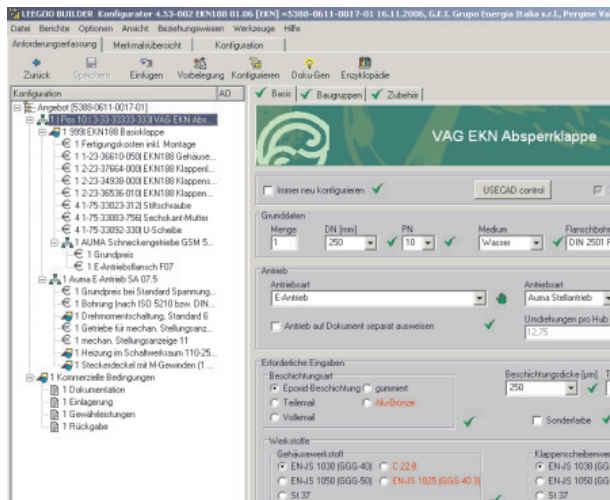 LEEGOO BUILDER Konfigurator 4.53-002 EKN188 01.06 [EKN] =5388-0611-0017-01 16.11.2006, G.E.I. Grupo Energia Italia s.r.l., Pergine Va
Datei Berichte Optionen Ansicht Beziehungswissen Werkzeuge Hilfe
Anforderungserfassung Merkmalsübersicht Konfiguration
Zurück Speichern Einfügen Vorbelegung Konfigurieren Doku-Gen Enzyklopädie
Konfiguration AD
Basis Baugruppen Zubehör
Angebot [5388-0611-0017-01]
1 | Pos 10 | 3-33-33333-333| VAG EKN Abs...
1 999| EKN188 Basisklappe
1 Fertigungskosten inkl. Montage
1 1-23-36610-050| EKN188 Gehäuse...
1 2-23-37664-000| EKN188 Klappenl...
1 2-23-34938-000| EKN188 Klappens...
1 2-23-36536-010| EKN188 Klappen...
4 1-75-33023-312| Stiftschraube
4 1-75-33083-756| Sechskant-Mutter
4 1-75-33092-330| U-Scheibe
1 AUMA Schneckengetriebe GSM 5...
1 Grundpreis
1 E-Antriebsflansch F07
1 Auma E-Antrieb SA 07.5
1 Grundpreis bei Standard Spannung...
1 Bohrung (nach ISO 5210 bzw. DIN...
1 Drehmomentschaltung, Standard 6
1 Getriebe für mechan. Stellungsanz...
1 mechan. Stellungsanzeige 11
1 Heizung im Schaltwerksraum 110-25...
1 Steckerdeckel mit M-Gewinden (1 ...
1 Kommerzielle Bedingungen
1 Dokumentation
1 Einlagerung
1 Gewährleistungen
1 Rückgabe
VAG EKN Absperrklappe
Immer neu konfigurieren USECAD control
Grunddaten
Menge DN [mm] PN Medium Flanschbohr
1 250 10 Wasser DIN 2501 F
Antrieb
Antriebsart Antriebsart
E-Antrieb Auma Stellantrieb
Antrieb auf Dokument separat ausweisen Umdrehungen pro Hub
12,75
Erforderliche Eingaben
Beschichtungsart Beschichtungsdicke [µm] T
Epoxid-Beschichtung gummiert 250
Teilemail Alu-Bronze
Vollemail Sonderfarbe
Werkstoffe
Gehäusewerkstoff Klappenscheibenwe
EN-JS 1030 (GGG-40) C 22.8 EN-JS 1030 (GG
EN-JS 1050 (GGG-50) EN-JS 1025 (GGG-40.3) EN-JS 1050 (GG
St 37 St 37